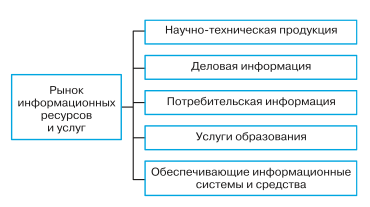 Научно-техническая продукция
Деловая информация
Рынок
информационных
ресурсов
и услуг
Потребительская информация
Услуги образования
Обеспечивающие информационные
системы и средства